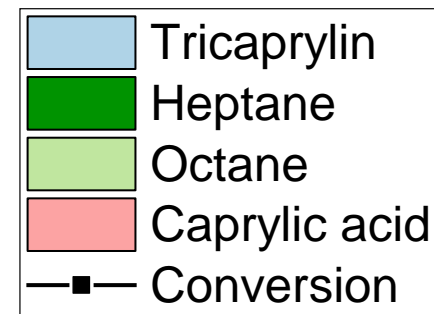 Tricaprylin
Heptane
Octane
Caprylic acid
Conversion